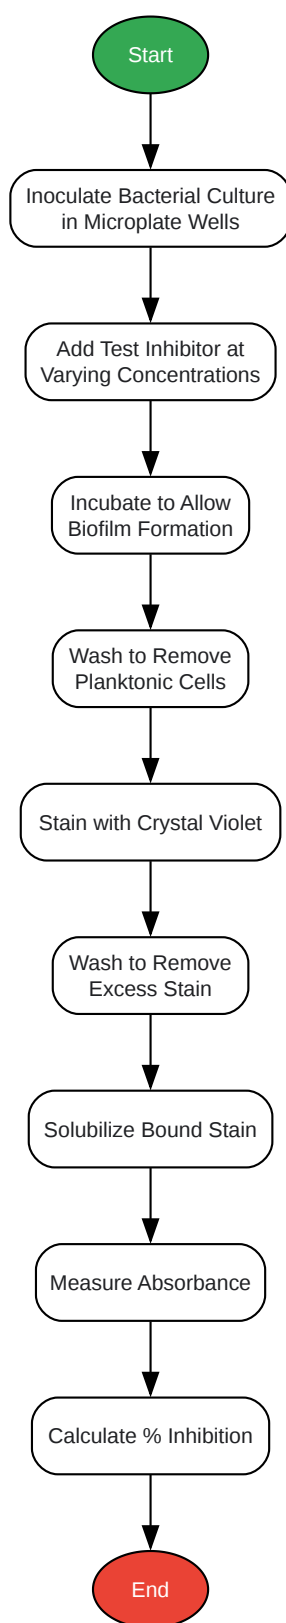 Start
Inoculate Bacterial Culture
in Microplate Wells
Add Test Inhibitor at
Varying Concentrations
Incubate to Allow
Biofilm Formation
Wash to Remove
Planktonic Cells
Stain with Crystal Violet
Wash to Remove
Excess Stain
Solubilize Bound Stain
Measure Absorbance
Calculate % Inhibition
End